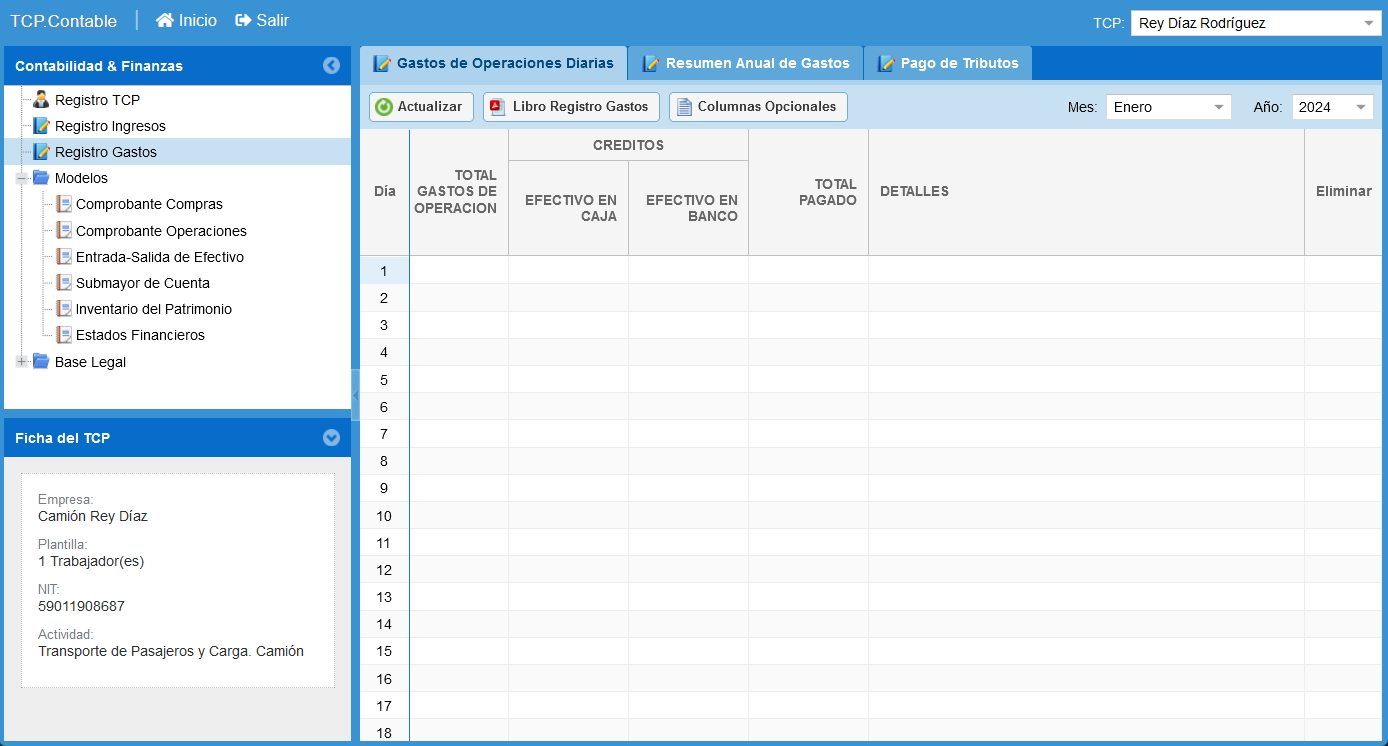 TCP.Contable
Inicio
Salir
TCP:
Rey Díaz Rodríguez
Contabilidad & Finanzas
Registro TCP
Registro Ingresos
Registro Gastos
Modelos
Comprobante Compras
Comprobante Operaciones
Entrada-Salida de Efectivo
Submayor de Cuenta
Inventario del Patrimonio
Estados Financieros
Base Legal
Ficha del TCP
Empresa:
Camión Rey Díaz
Plantilla:
1 Trabajador(es)
NIT:
59011908687
Actividad:
Transporte de Pasajeros y Carga. Camión
Gastos de Operaciones Diarias
Resumen Anual de Gastos
Pago de Tributos
Actualizar
Libro Registro Gastos
Columnas Opcionales
Mes:
Enero
Año:
2024
Día
TOTAL
GASTOS DE
OPERACION
CREDITOS
EFECTIVO EN
CAJA
EFECTIVO EN
BANCO
TOTAL
PAGADO
DETALLES
Eliminar
1
2
3
4
5
6
7
8
9
10
11
12
13
14
15
16
17
18